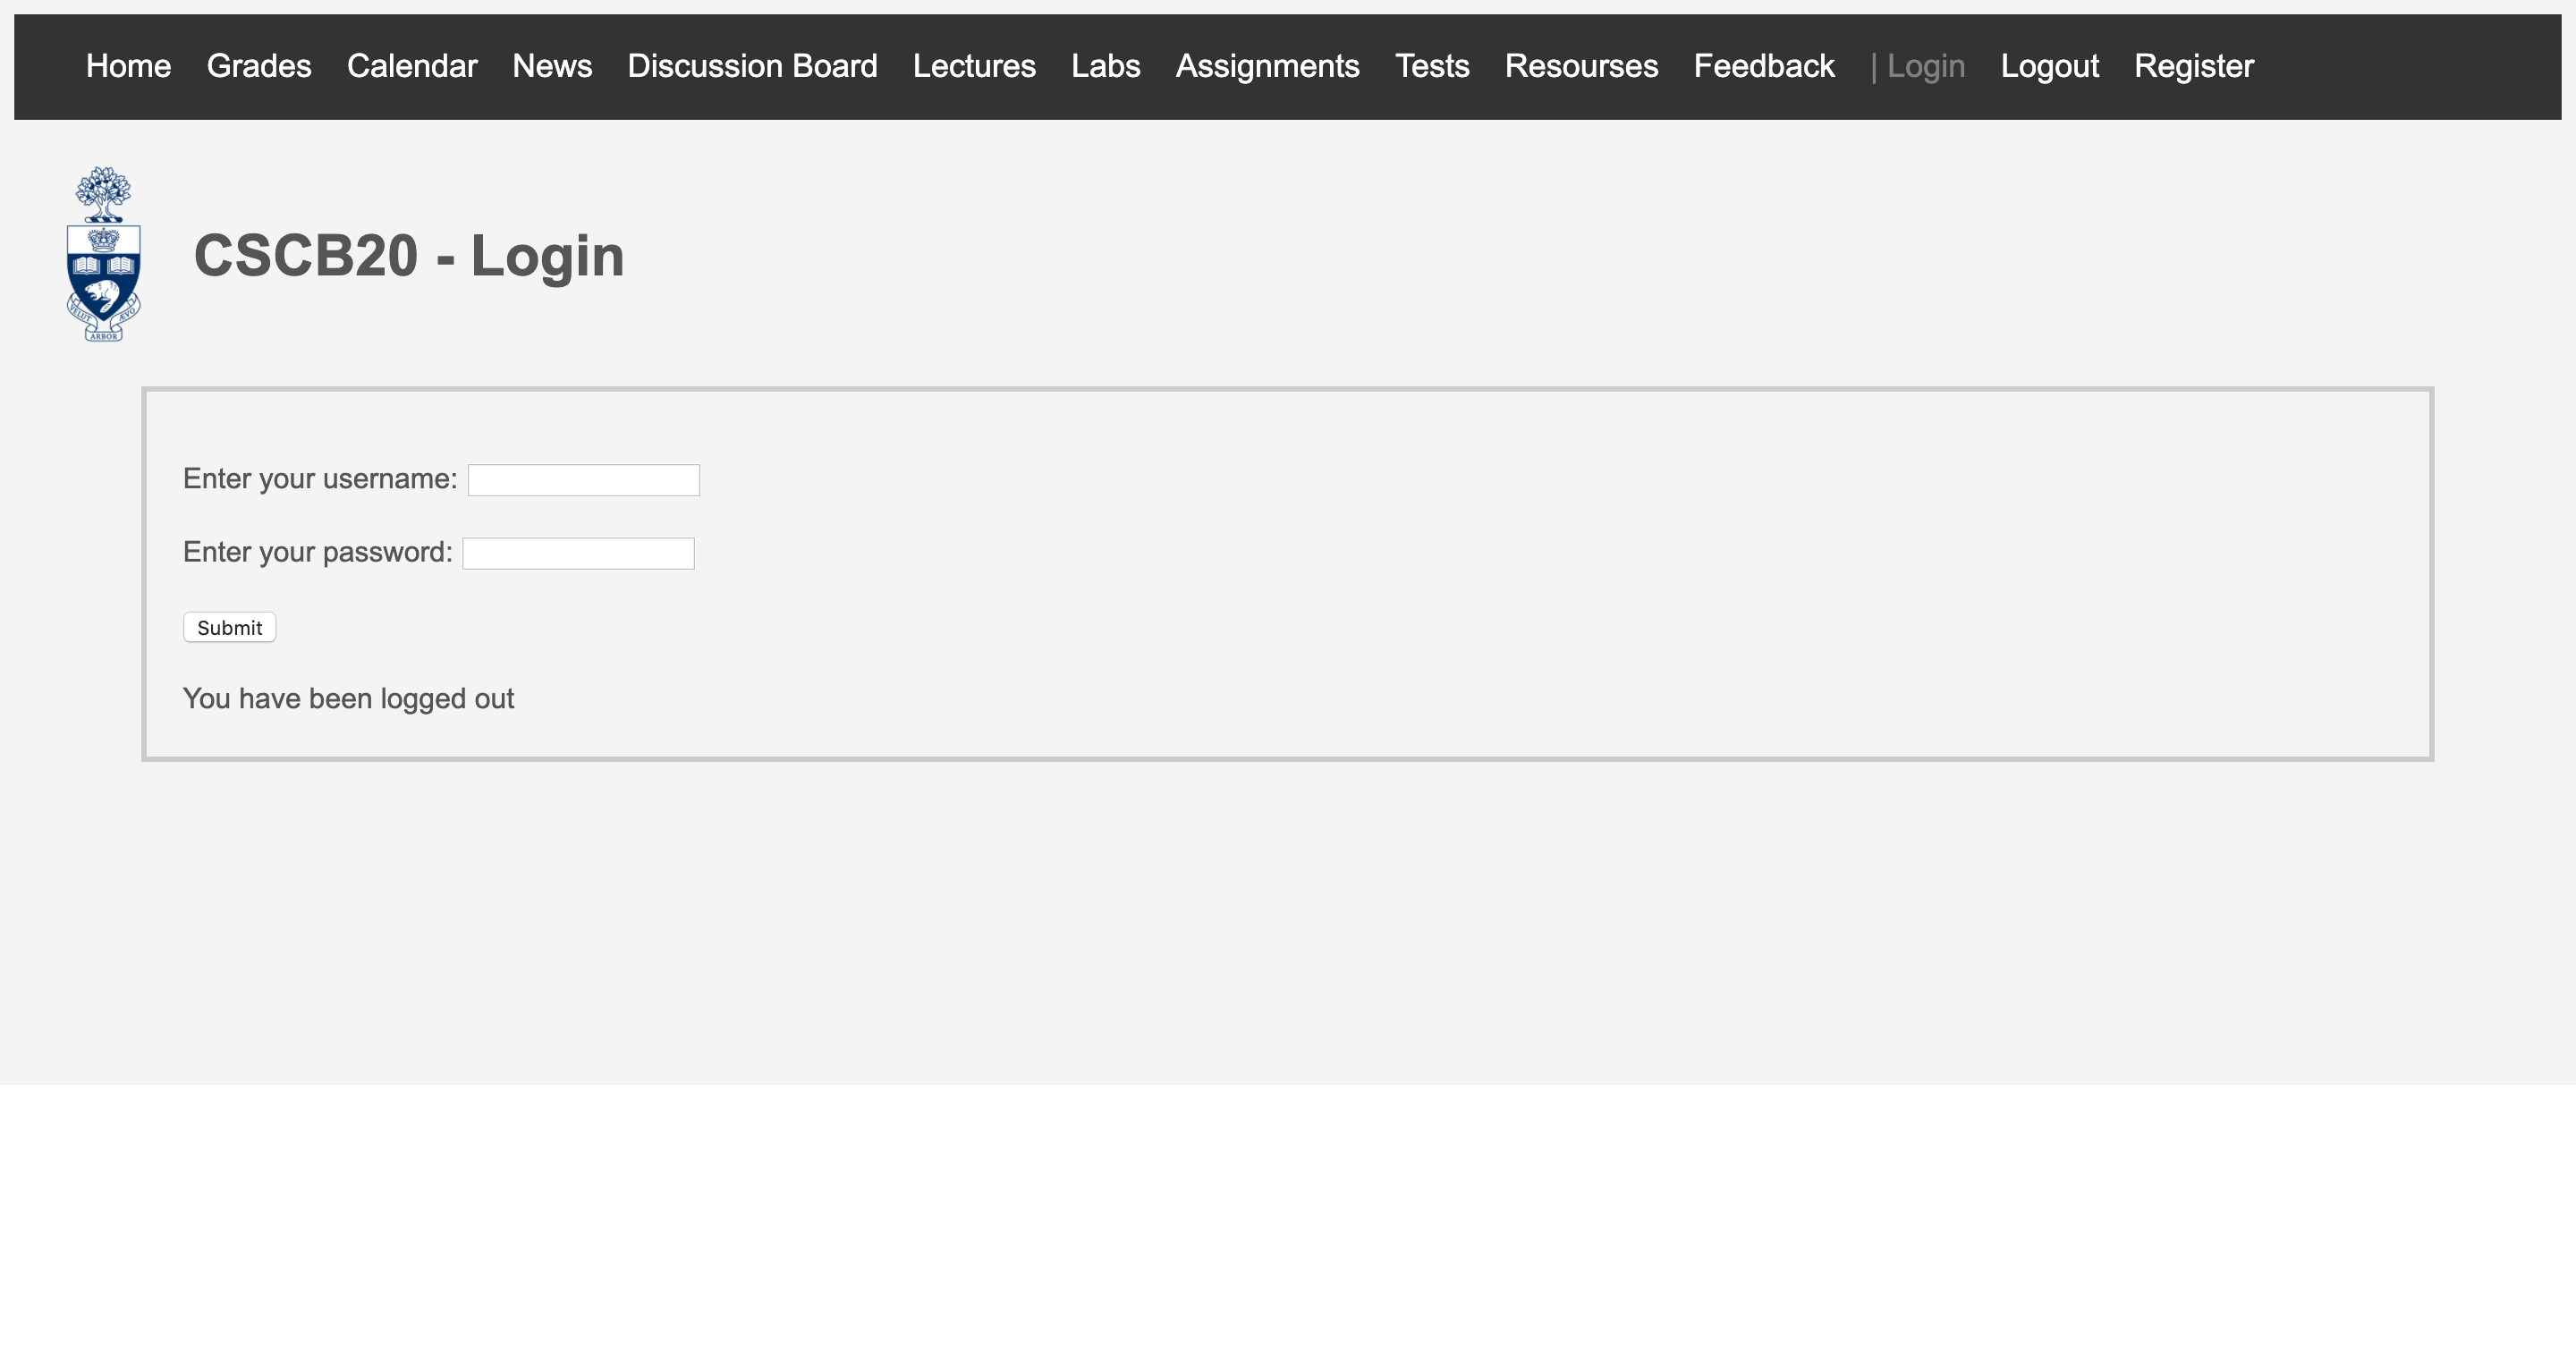 Home Grades Calendar News Discussion Board Lectures Labs Assignments Tests Resourses Feedback | Login Logout Register
CSCB20 - Login
VELUT ARBOR ÆVO
Enter your username:
Enter your password:
Submit
You have been logged out